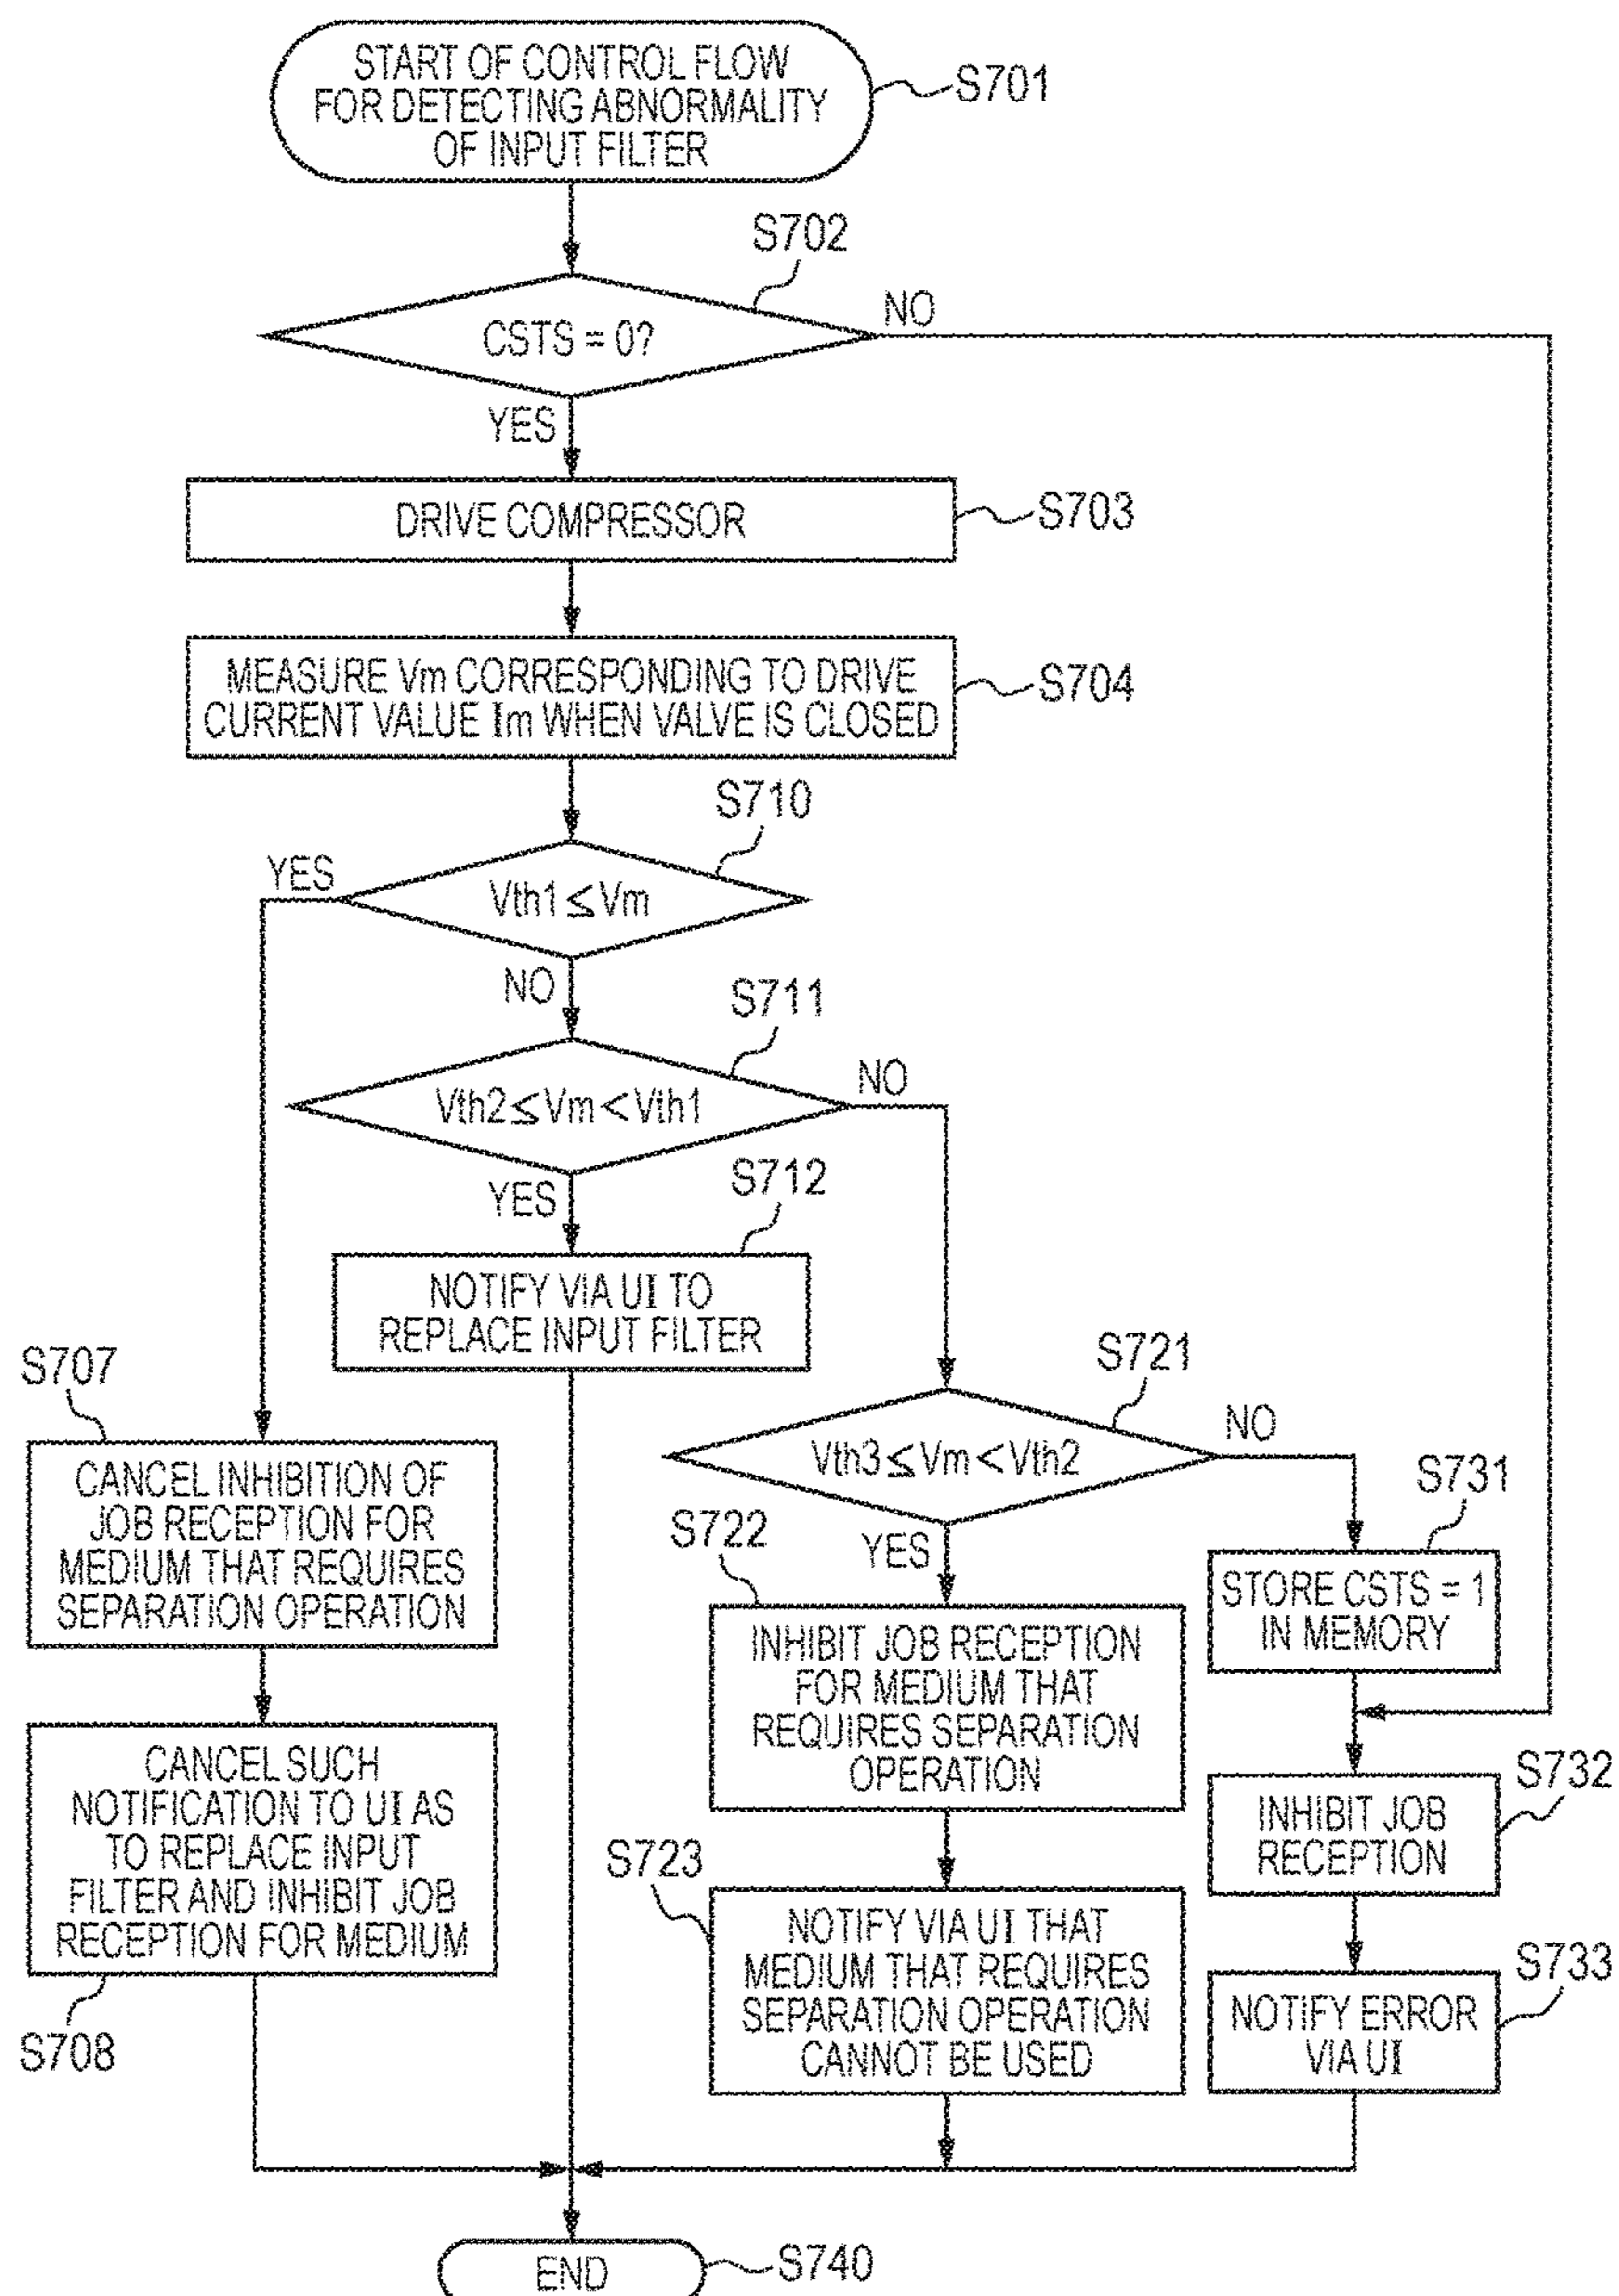 START OF CONTROL FLOW
FOR DETECTING ABNORMALITY
OF INPUT FILTER
S701
S702
CSTS = 0?
NO
YES
DRIVE COMPRESSOR
S703
MEASURE Vm CORRESPONDING TO DRIVE
CURRENT VALUE Im WHEN VALVE IS CLOSED
S704
S710
YES
Vth1 ≤ Vm
NO
S711
Vth2 ≤ Vm < Vth1
NO
YES
S712
NOTIFY VIA UI TO
REPLACE INPUT FILTER
S707
CANCEL INHIBITION OF
JOB RECEPTION FOR
MEDIUM THAT REQUIRES
SEPARATION OPERATION
S721
Vth3 ≤ Vm < Vth2
NO
YES
S722
INHIBIT JOB RECEPTION
FOR MEDIUM THAT
REQUIRES SEPARATION
OPERATION
S731
STORE CSTS = 1
IN MEMORY
CANCEL SUCH
NOTIFICATION TO UI AS
TO REPLACE INPUT
FILTER AND INHIBIT JOB
RECEPTION FOR MEDIUM
S708
S723
NOTIFY VIA UI THAT
MEDIUM THAT REQUIRES
SEPARATION OPERATION
CANNOT BE USED
S732
INHIBIT JOB
RECEPTION
S733
NOTIFY ERROR
VIA UI
END
S740